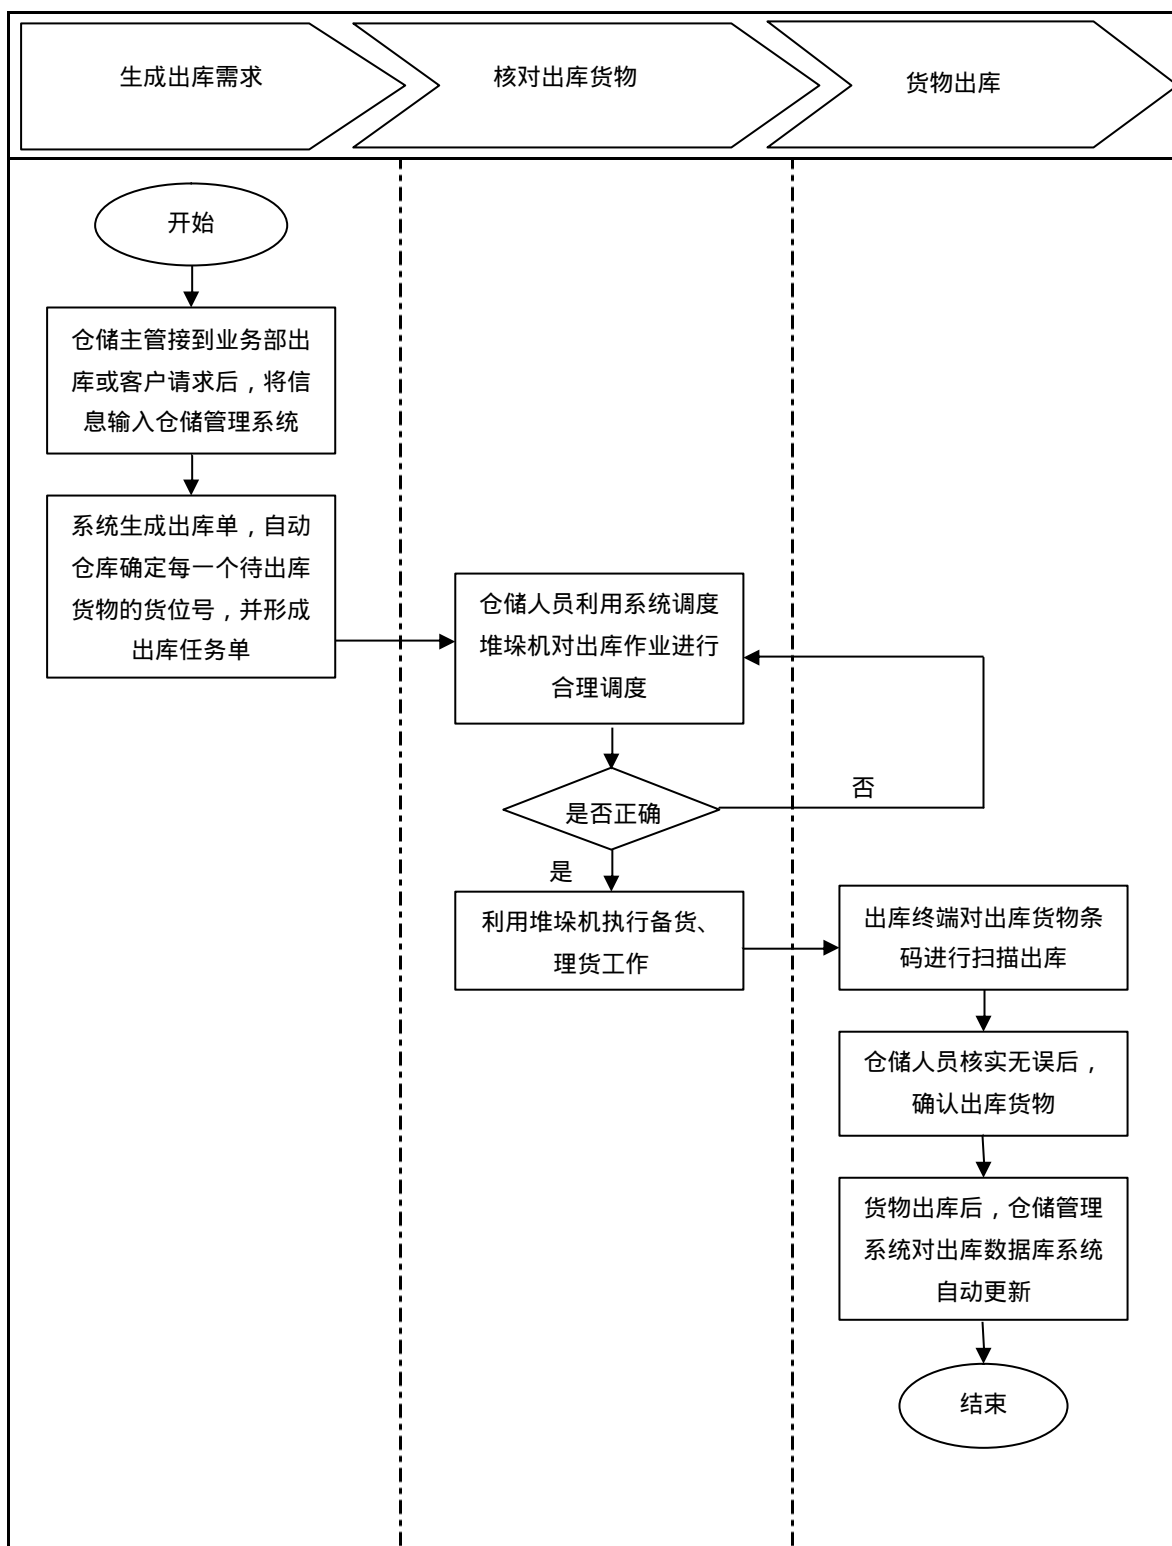 生成出库需求
核对出库货物
货物出库
开始
仓储主管接到业务部出
库或客户请求后，将信
息输入仓储管理系统
系统生成出库单，自动
仓库确定每一个待出库
货物的货位号，并形成
出库任务单
仓储人员利用系统调度
堆垛机对出库作业进行
合理调度
是否正确
否
是
利用堆垛机执行备货、
理货工作
出库终端对出库货物条
码进行扫描出库
仓储人员核实无误后，
确认出库货物
货物出库后，仓储管理
系统对出库数据库系统
自动更新
结束